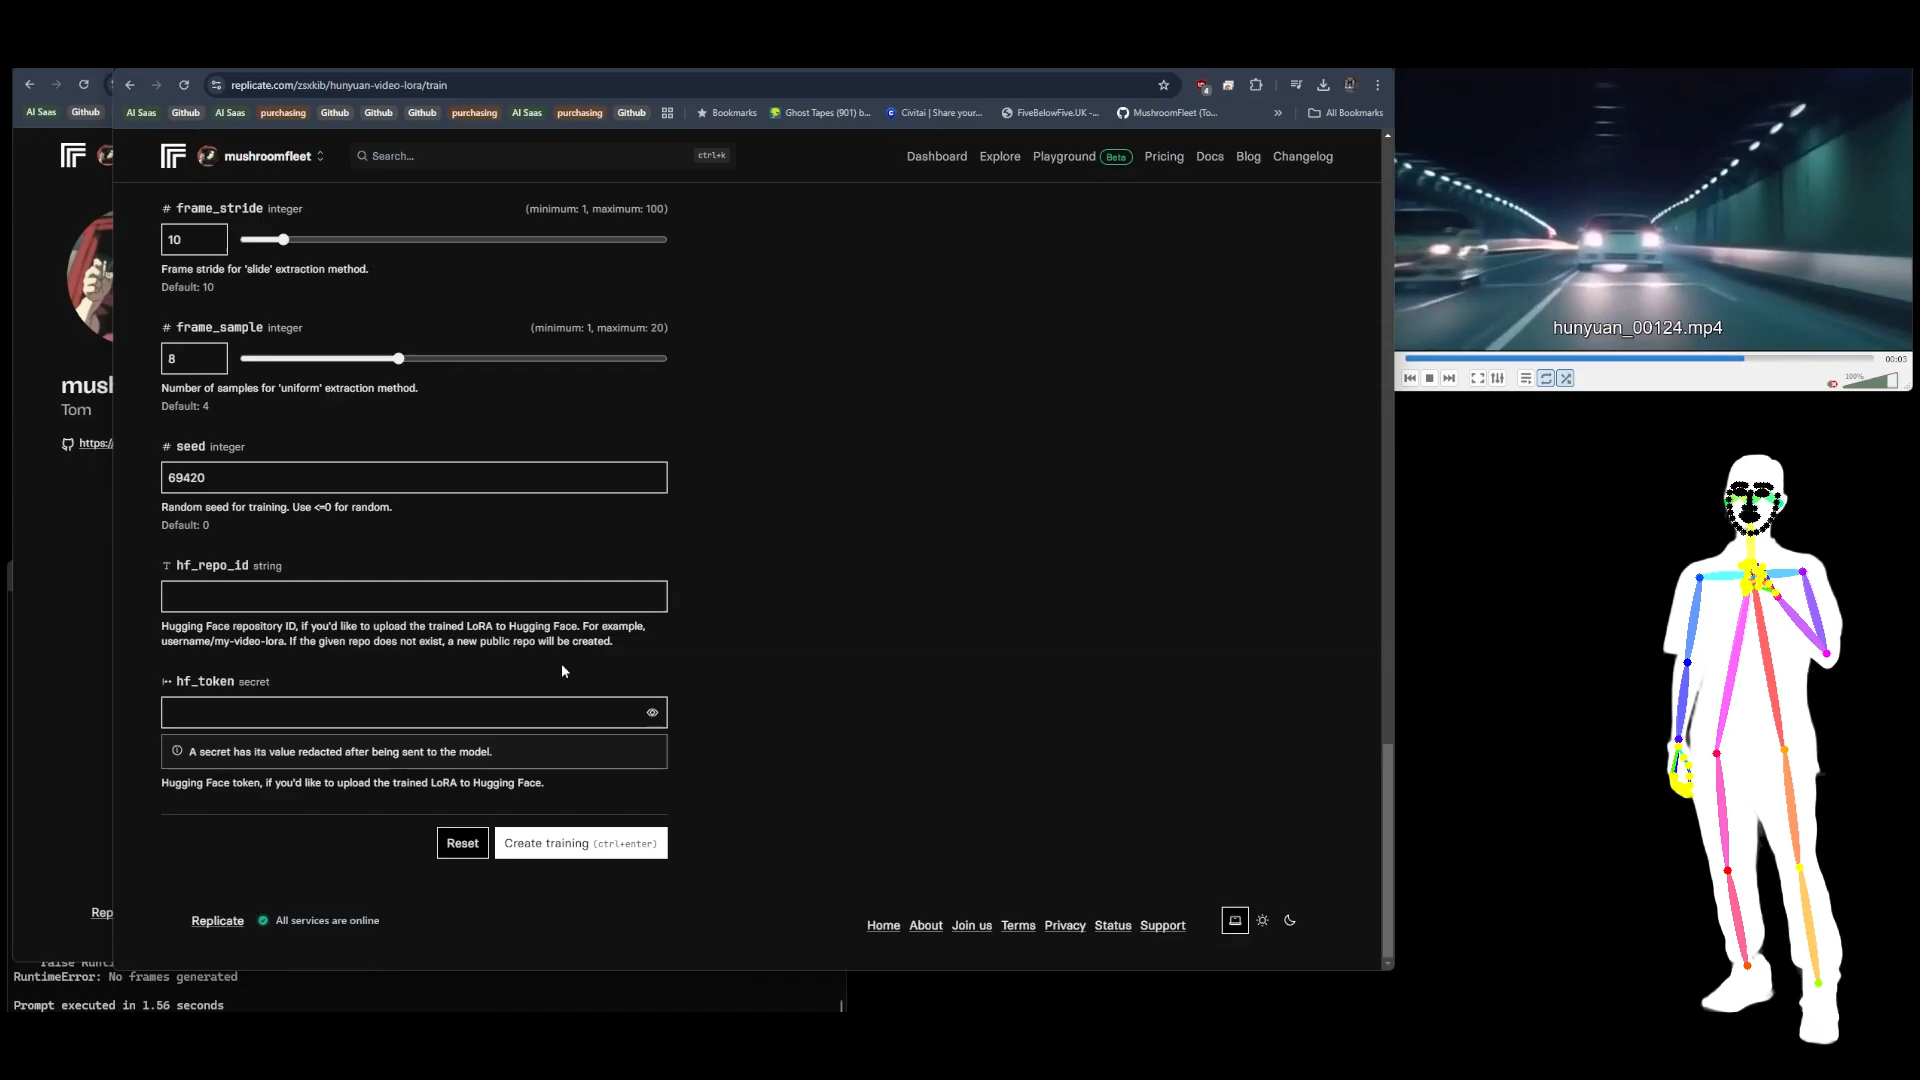 replicate.com/zsxkib/hunyuan-video-lora/train
AI Saas
Github
AI Saas
Github
AI Saas
purchasing
Github
Github
Github
purchasing
AI Saas
purchasing
Github
Bookmarks
Ghost Tapes (901) b...
Civitai | Share your...
FiveBelowFive.UK –...
MushroomFleet (To...
»
All Bookmarks
4
mushroomfleet
Search...
ctrl+k
Dashboard
Explore
Playground
Beta
Pricing
Docs
Blog
Changelog
# frame_stride integer
(minimum: 1, maximum: 100)
10
Frame stride for 'slide' extraction method.
Default: 10
# frame_sample integer
(minimum: 1, maximum: 20)
8
Number of samples for 'uniform' extraction method.
Default: 4
# seed integer
69420
Random seed for training. Use <=0 for random.
Default: 0
hf_repo_id string
Hugging Face repository ID, if you'd like to upload the trained LoRA to Hugging Face. For example,
username/my-video-lora. If the given repo does not exist, a new public repo will be created.
hf_token secret
A secret has its value redacted after being sent to the model.
Hugging Face token, if you'd like to upload the trained LoRA to Hugging Face.
Reset
Create training (ctrl+enter)
Replicate
All services are online
Home
About
Join us
Terms
Privacy
Status
Support
mush
Tom
https://
Rep
RuntimeError: No frames generated
Prompt executed in 1.56 seconds
hunyuan_00124.mp4
00:03
100%